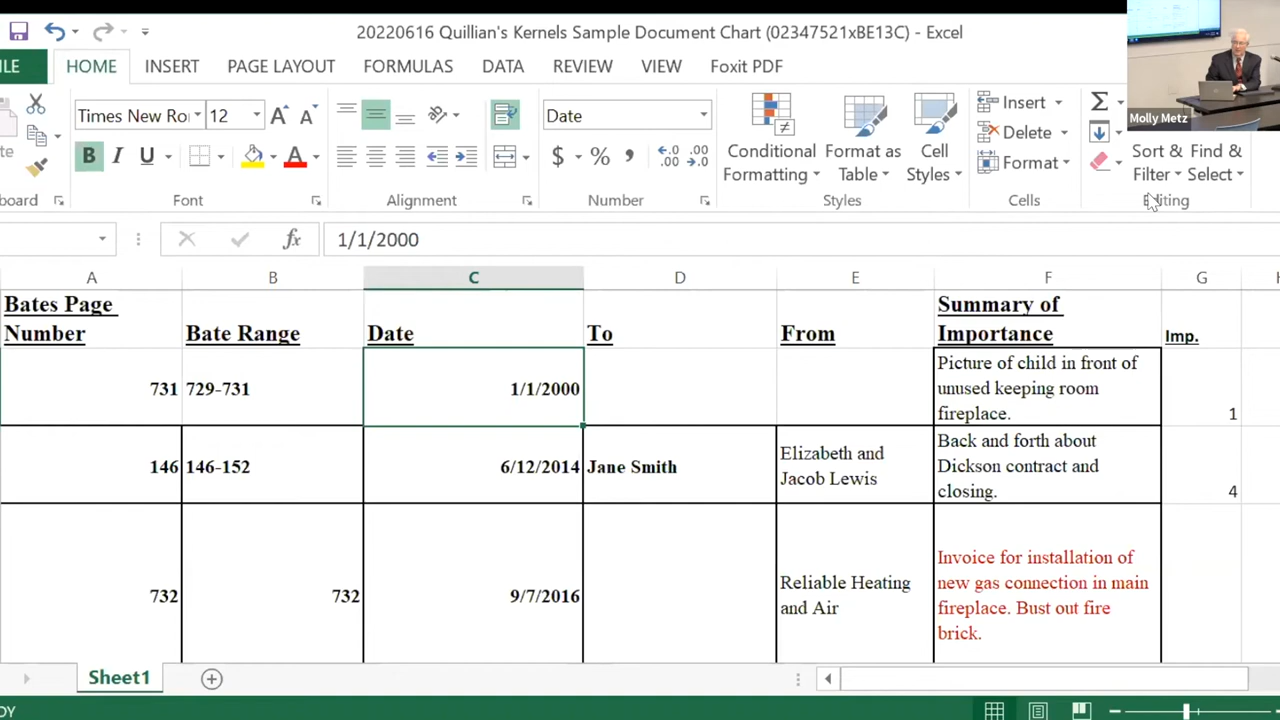 20220616 Quillian's Kernels Sample Document Chart (02347521xBE13C) - Excel
HOME INSERT PAGE LAYOUT FORMULAS DATA REVIEW VIEW Foxit PDF
Times New Ro 12 Date
Conditional Formatting
Format as Table
Cell Styles
Insert
Delete
Format
Sort & Filter
Find & Select
Font Alignment Number Styles Cells Editing
Molly Metz
fx 1/1/2000
A B C D E F G
Bates Page Number
Bate Range
Date
To
From
Summary of
Importance
Imp.
731 729-731 1/1/2000
Picture of child in front of
unused keeping room
fireplace.
1
146 146-152 6/12/2014 Jane Smith
Elizabeth and
Jacob Lewis
Back and forth about
Dickson contract and
closing.
4
732 732 9/7/2016
Reliable Heating
and Air
Invoice for installation of
new gas connection in main
fireplace. Bust out fire
brick.
Sheet1